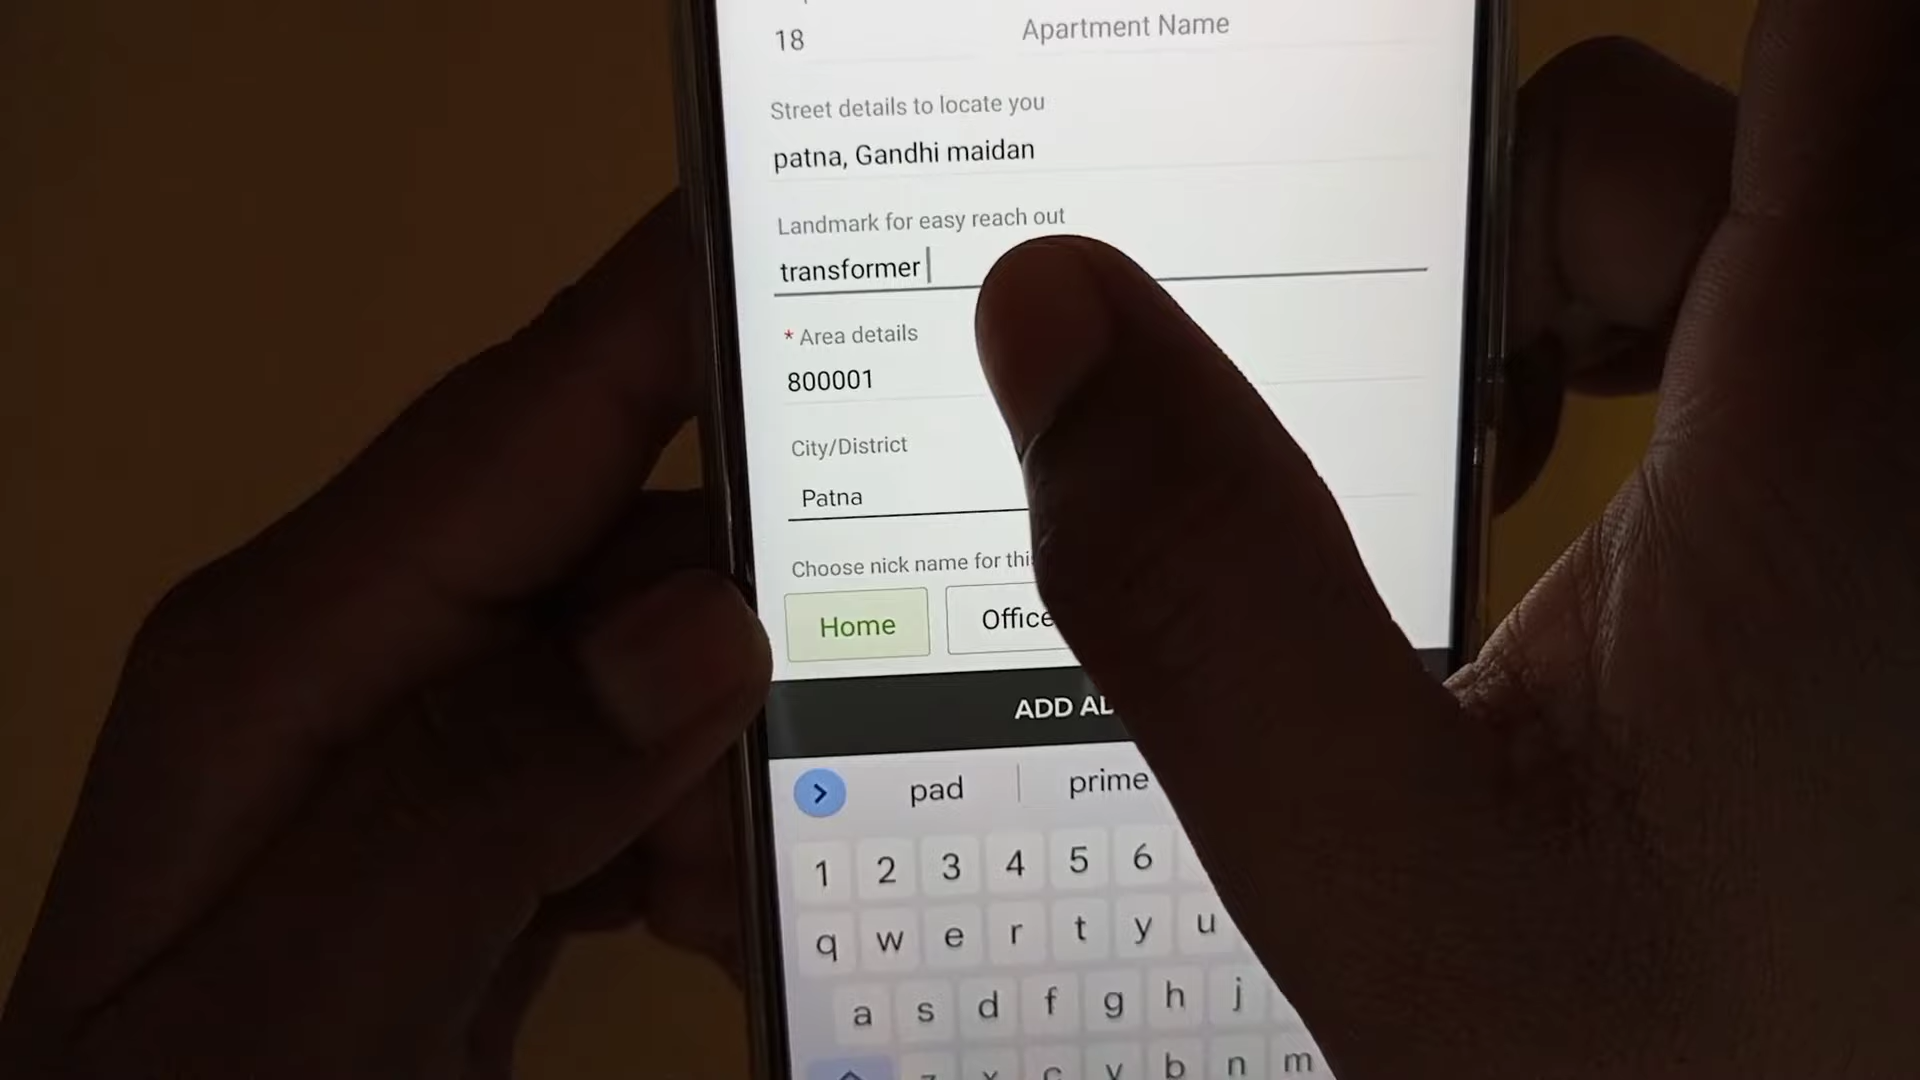 18 Apartment Name
Street details to locate you
patna, Gandhi maidan
Landmark for easy reach out
transformer
* Area details
800001
City/District
Patna
Choose nick name for
Home Office
ADD
pad prime
1 2 3 4 5 6
q w e r t y u
a s d f g h j
z x c v b n m